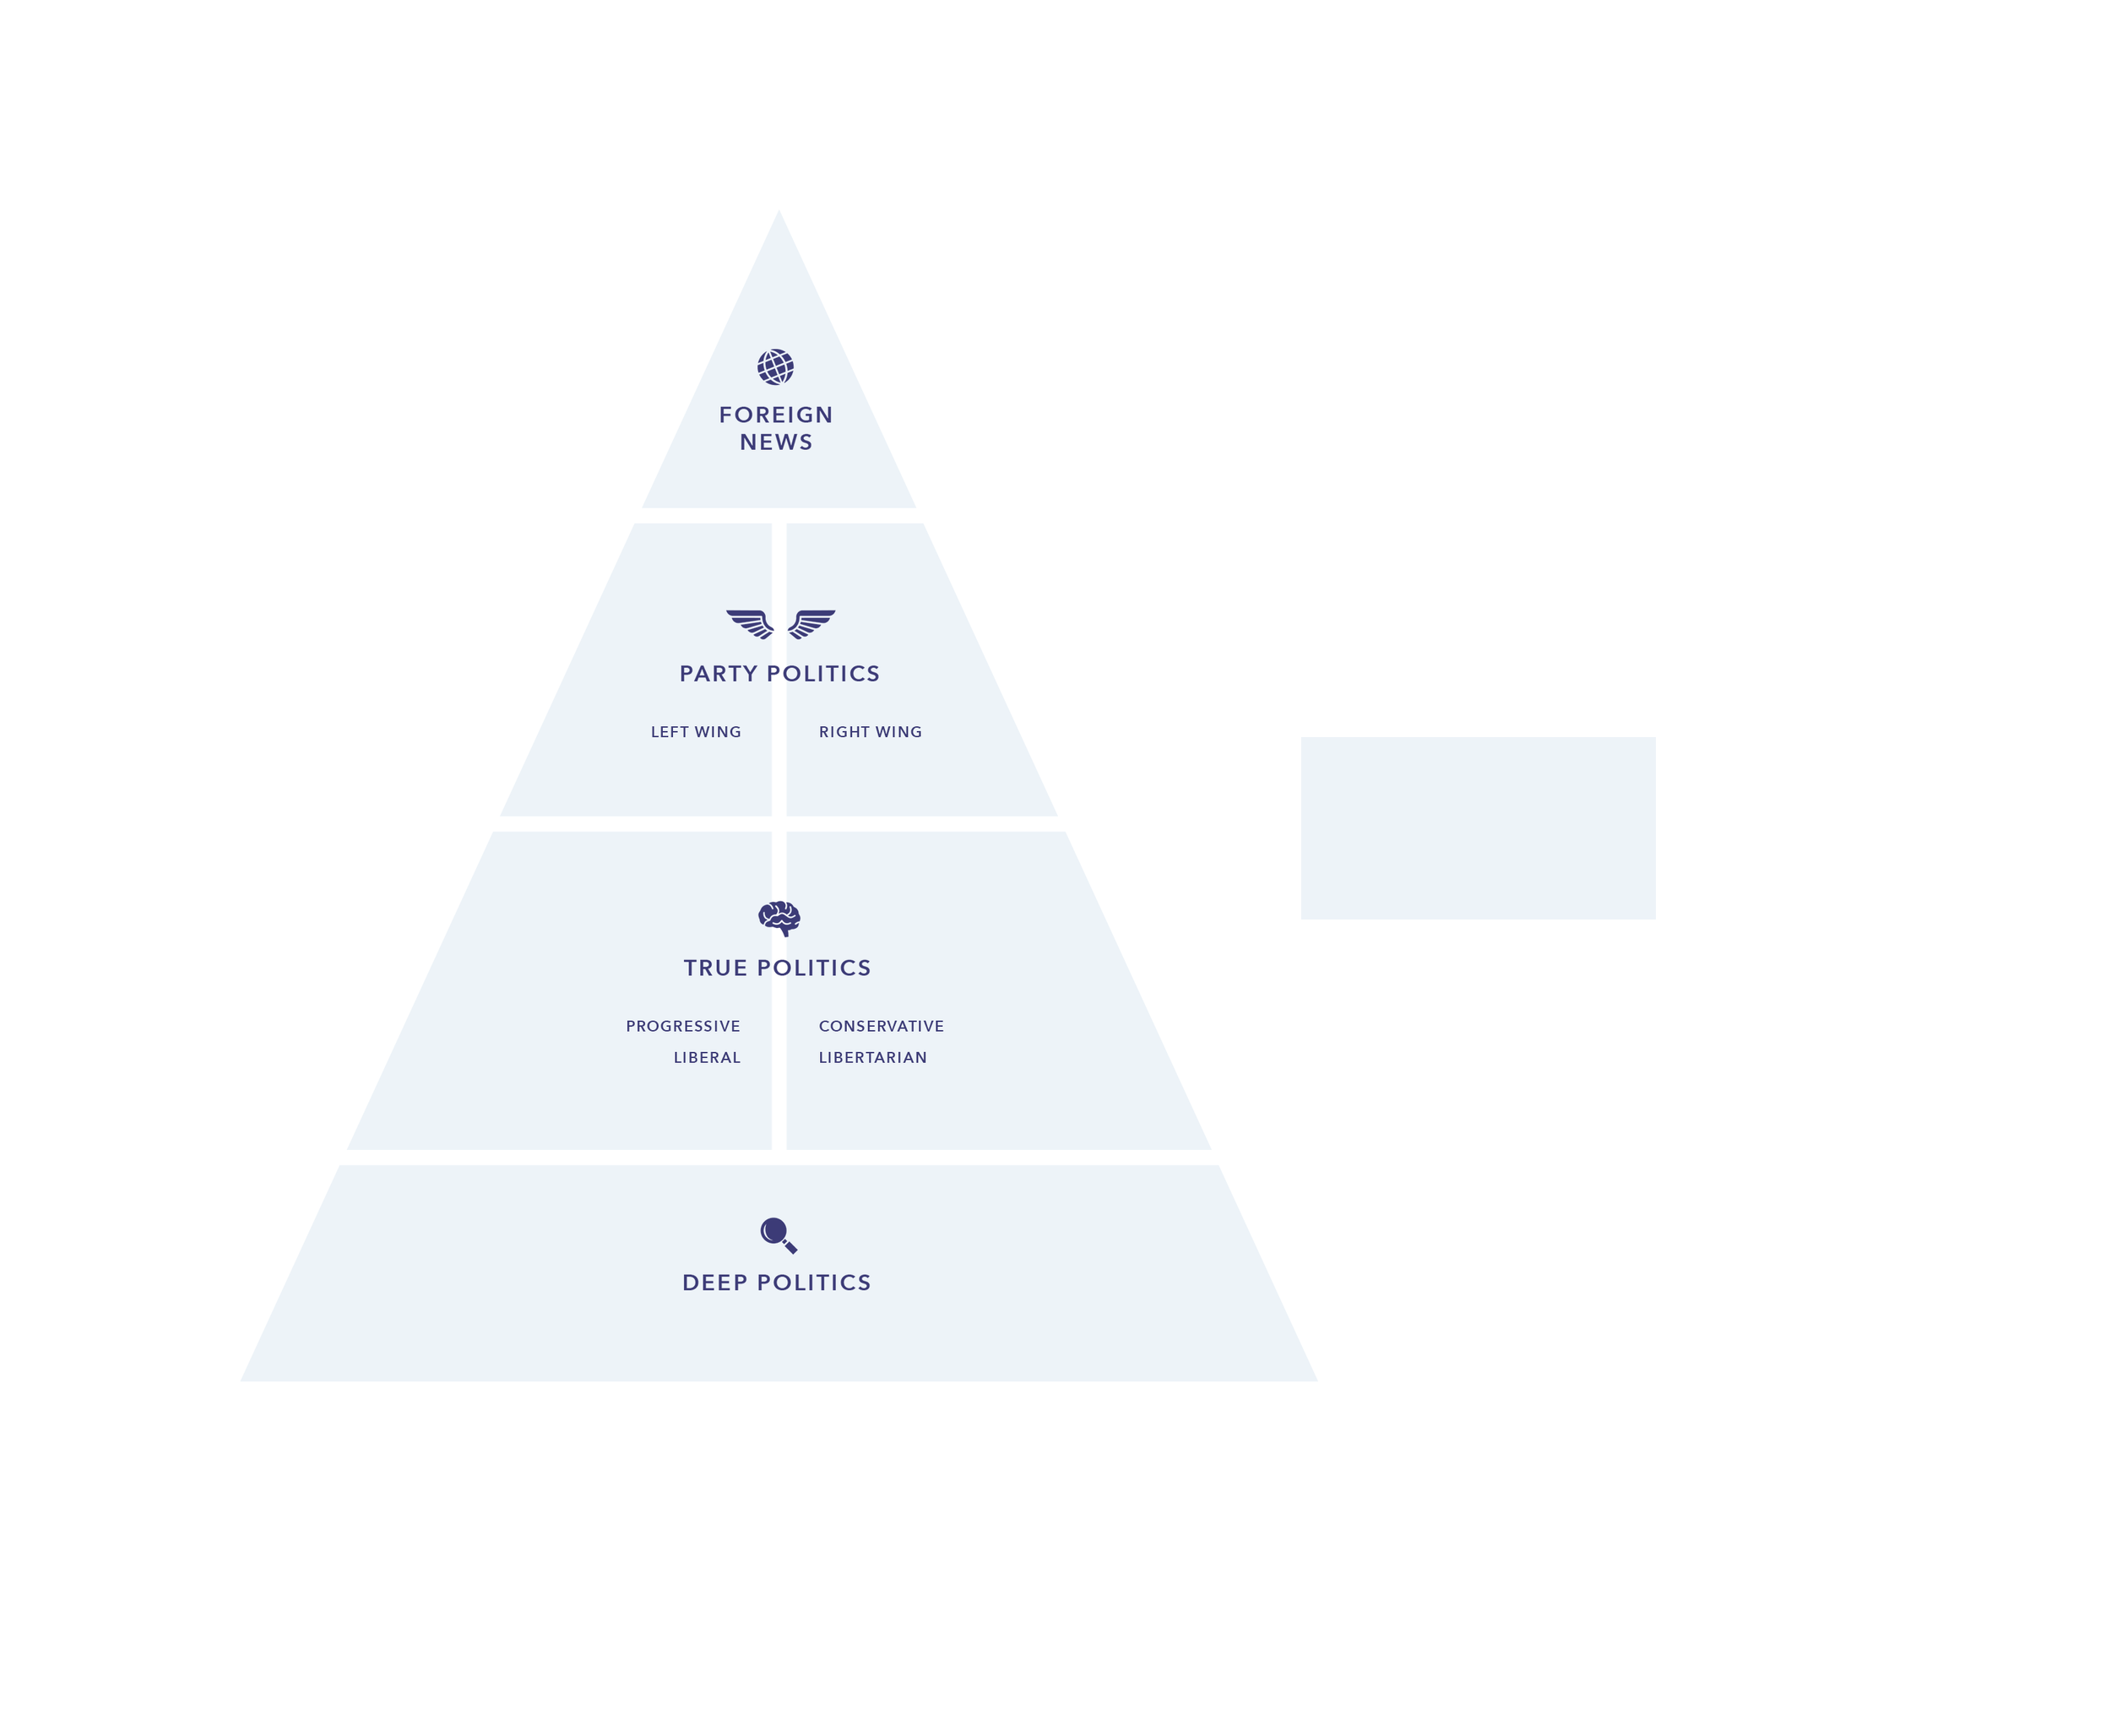 FOREIGN
NEWS
PARTY POLITICS
LEFT WING
RIGHT WING
TRUE POLITICS
PROGRESSIVE
CONSERVATIVE
LIBERAL
LIBERTARIAN
DEEP POLITICS